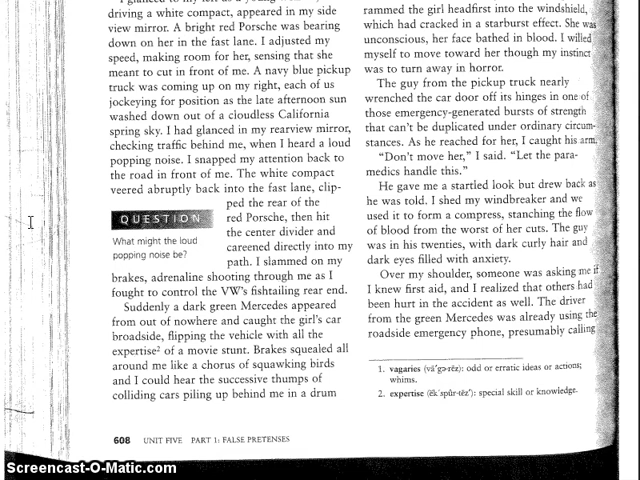 driving a white compact, appeared in my side
view mirror. A bright red Porsche was bearing
down on her in the fast lane. I adjusted my
speed, making room for her, sensing that she
meant to cut in front of me. A navy blue pickup
truck was coming up on my right, each of us
jockeying for position as the late afternoon sun
washed down out of a cloudless California
spring sky. I had glanced in my rearview mirror,
checking traffic behind me, when I heard a loud
popping noise. I snapped my attention back to
the road in front of me. The white compact
veered abruptly back into the fast lane, clip-
ped the rear of the
red Porsche, then hit
the center divider and
careened directly into my
path. I slammed on my
QUESTION
What might the loud
popping noise be?
brakes, adrenaline shooting through me as I
fought to control the VW's fishtailing rear end.
Suddenly a dark green Mercedes appeared
from out of nowhere and caught the girl's car
broadside, flipping the vehicle with all the
expertise² of a movie stunt. Brakes squealed all
around me like a chorus of squawking birds
and I could hear the successive thumps of
colliding cars piling up behind me in a drum
rammed the girl headfirst into the windshield,
which had cracked in a starburst effect. She was
unconscious, her face bathed in blood. I willed
myself to move toward her though my instinct
was to turn away in horror.
The guy from the pickup truck nearly
wrenched the car door off its hinges in one of
those emergency-generated bursts of strength
that can't be duplicated under ordinary circum-
stances. As he reached for her, I caught his arm.
"Don't move her," I said. "Let the para-
medics handle this."
He gave me a startled look but drew back as
he was told. I shed my windbreaker and we
used it to form a compress, stanching the flow
of blood from the worst of her cuts. The guy
was in his twenties, with dark curly hair and
dark eyes filled with anxiety.
Over my shoulder, someone was asking me if
I knew first aid, and I realized that others had
been hurt in the accident as well. The driver
from the green Mercedes was already using the
roadside emergency phone, presumably calling
1. vagaries (vā'gə-rēz): odd or erratic ideas or actions;
whims.
2. expertise (ĕk'spûr-tēz'): special skill or knowledge.
608 UNIT FIVE PART 1: FALSE PRETENSES
Screencast-O-Matic.com